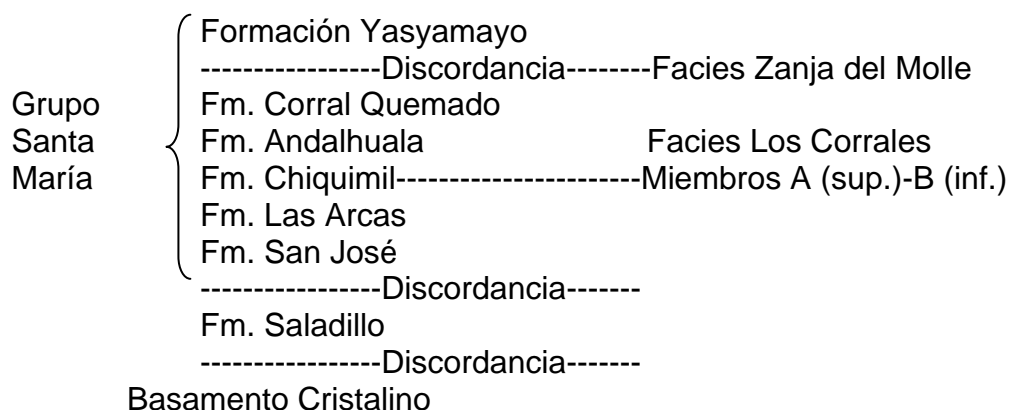 Formación Yasyamayo
-----------------Discordancia--------Facies Zanja del Molle
Grupo Fm. Corral Quemado
Santa Fm. Andalhuala Facies Los Corrales
María Fm. Chiquimil-----------------------Miembros A (sup.)-B (inf.)
Fm. Las Arcas
Fm. San José
-----------------Discordancia-------
Fm. Saladillo
-----------------Discordancia-------
Basamento Cristalino